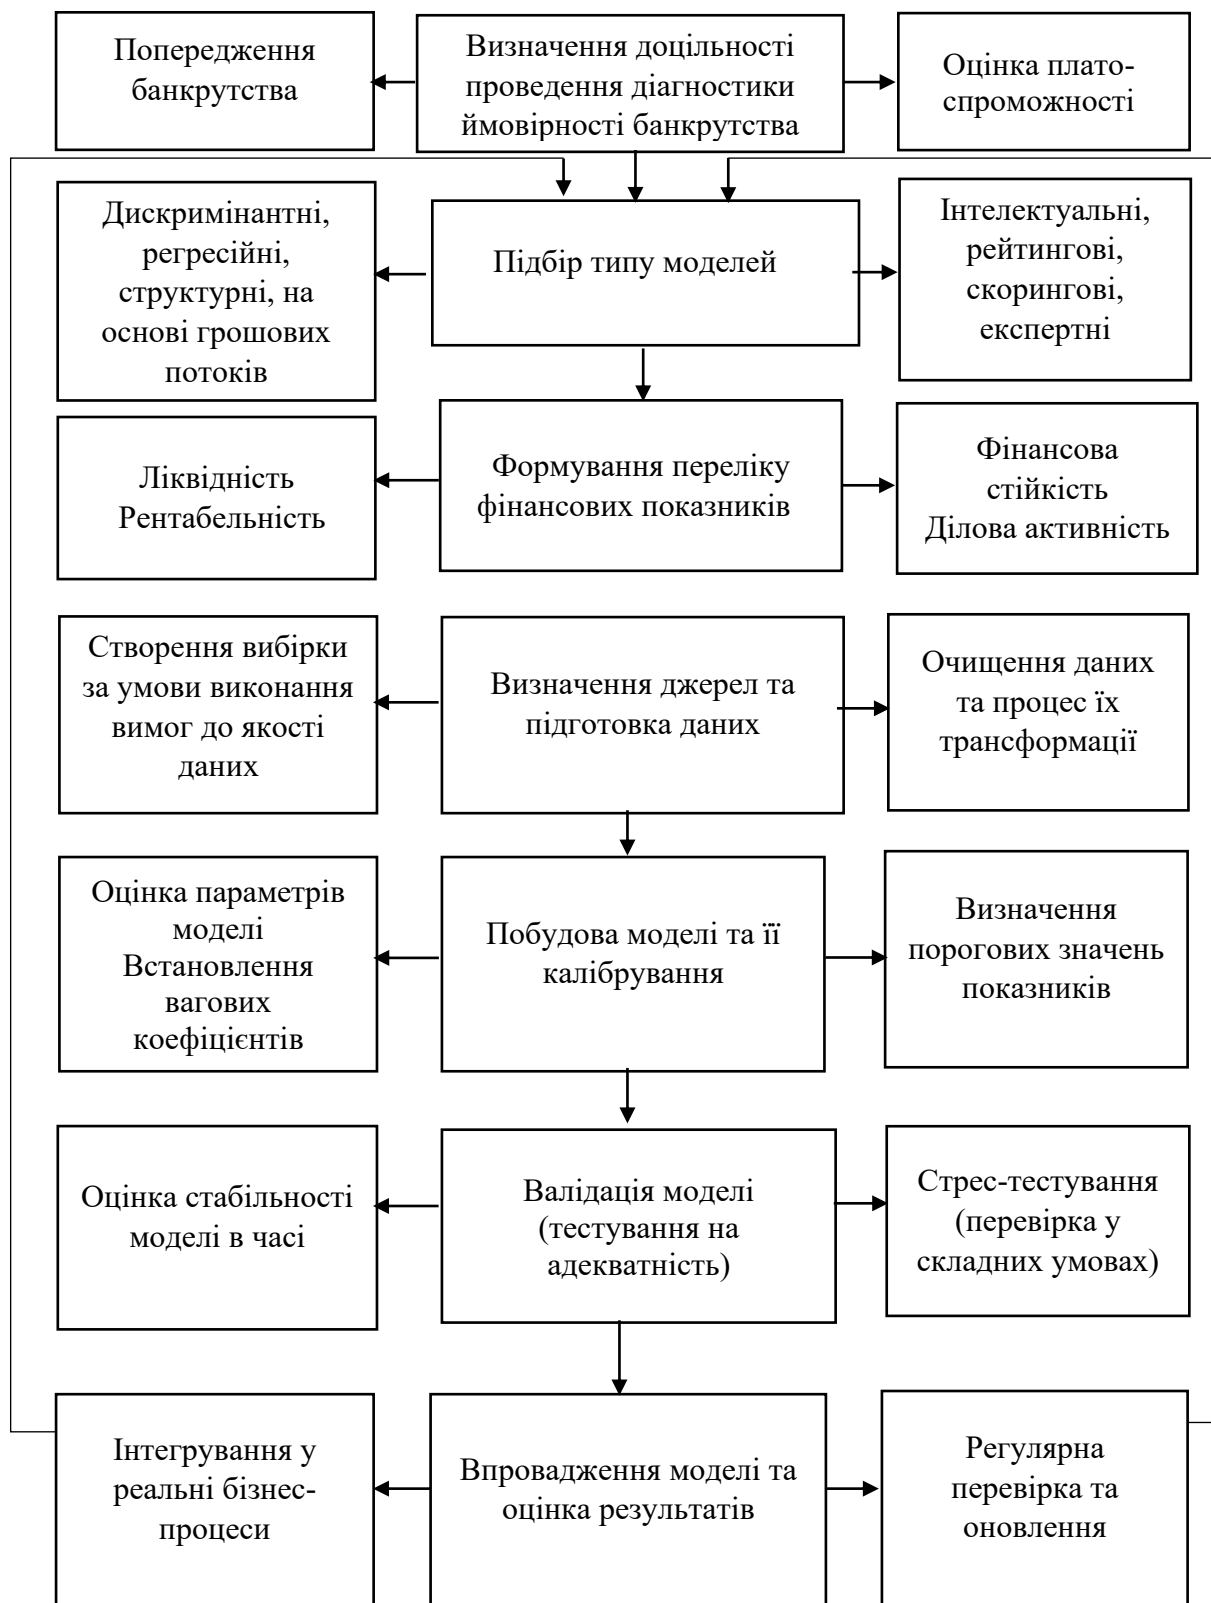 Попередження
банкрутства
Визначення доцільності
проведення діагностики
ймовірності банкрутства
Оцінка плато-
спроможності
Дискримінантні,
регресійні,
структурні, на
основі грошових
потоків
Підбір типу моделей
Інтелектуальні,
рейтингові,
скорингові,
експертні
Ліквідність
Рентабельність
Формування переліку
фінансових показників
Фінансова
стійкість
Ділова активність
Створення вибірки
за умови виконання
вимог до якості
даних
Визначення джерел та
підготовка даних
Очищення даних
та процес їх
трансформації
Оцінка параметрів
моделі
Встановлення
вагових
коефіцієнтів
Побудова моделі та її
калібрування
Визначення
порогових значень
показників
Оцінка стабільності
моделі в часі
Валідація моделі
(тестування на
адекватність)
Стрес-тестування
(перевірка у
складних умовах)
Інтегрування у
реальні бізнес-
процеси
Впровадження моделі та
оцінка результатів
Регулярна
перевірка та
оновлення